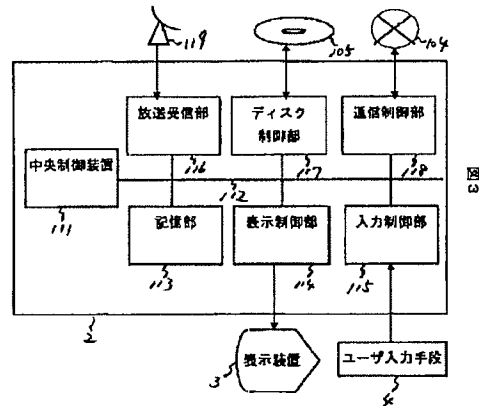 119
105
104
放送受信部
ディスク
制御部
通信制御部
116
117
118
中央制御装置
111
112
記信部
表示制御部
入力制御部
113
114
115
2
3
表示装置
ユーザ入力手段
4
図3